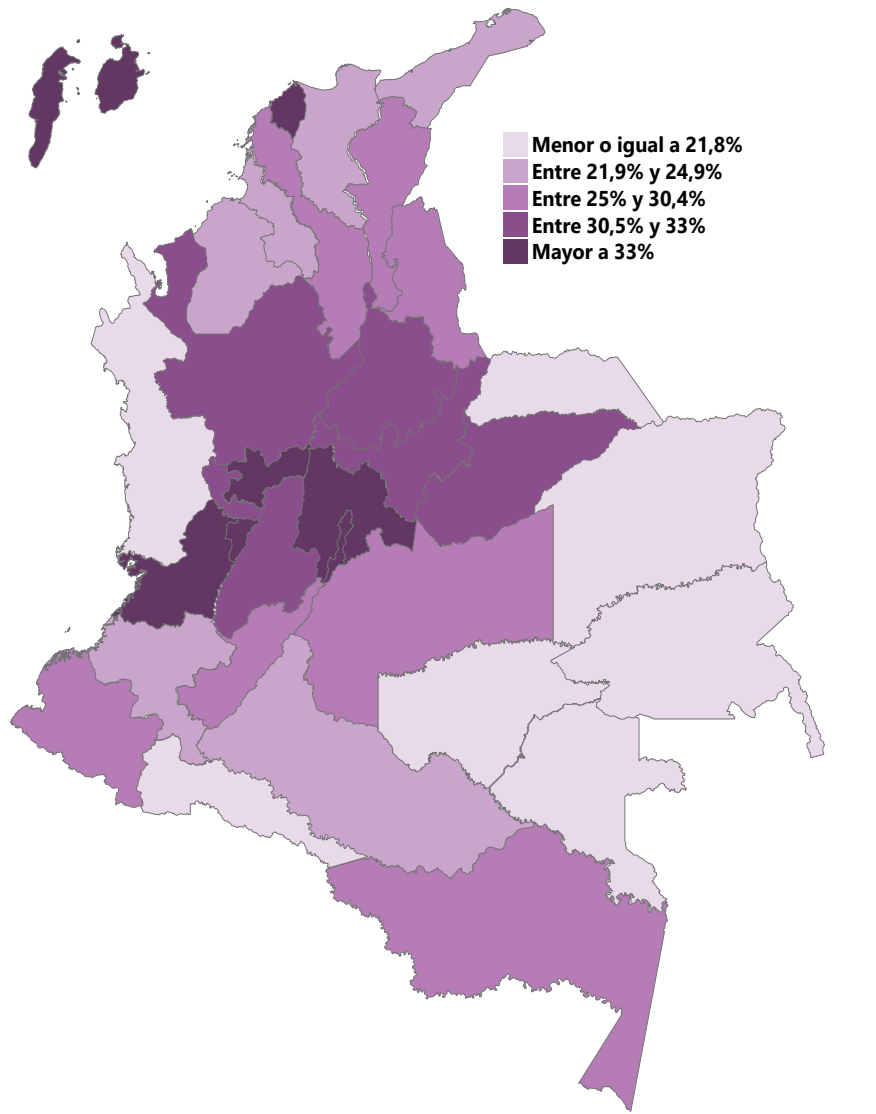 Menor o igual a 21,8%
Entre 21,9% y 24,9%
Entre 25% y 30,4%
Entre 30,5% y 33%
Mayor a 33%